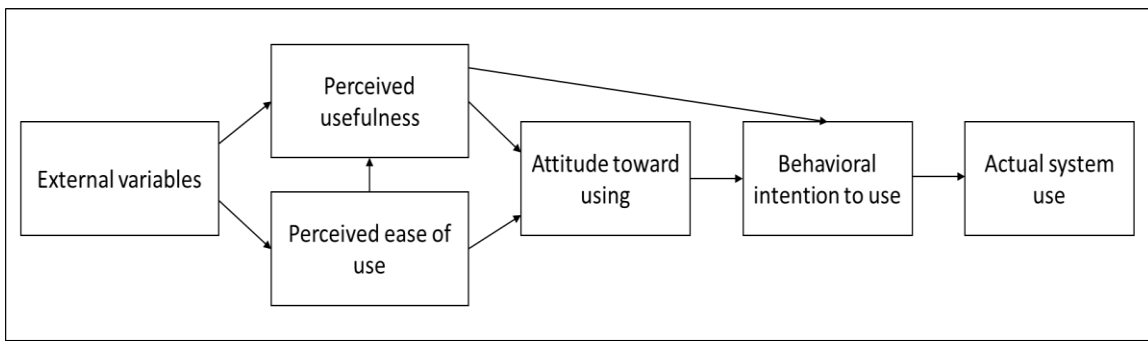 External variables
Perceived
usefulness
Perceived ease of
use
Attitude toward
using
Behavioral
intention to use
Actual system
use